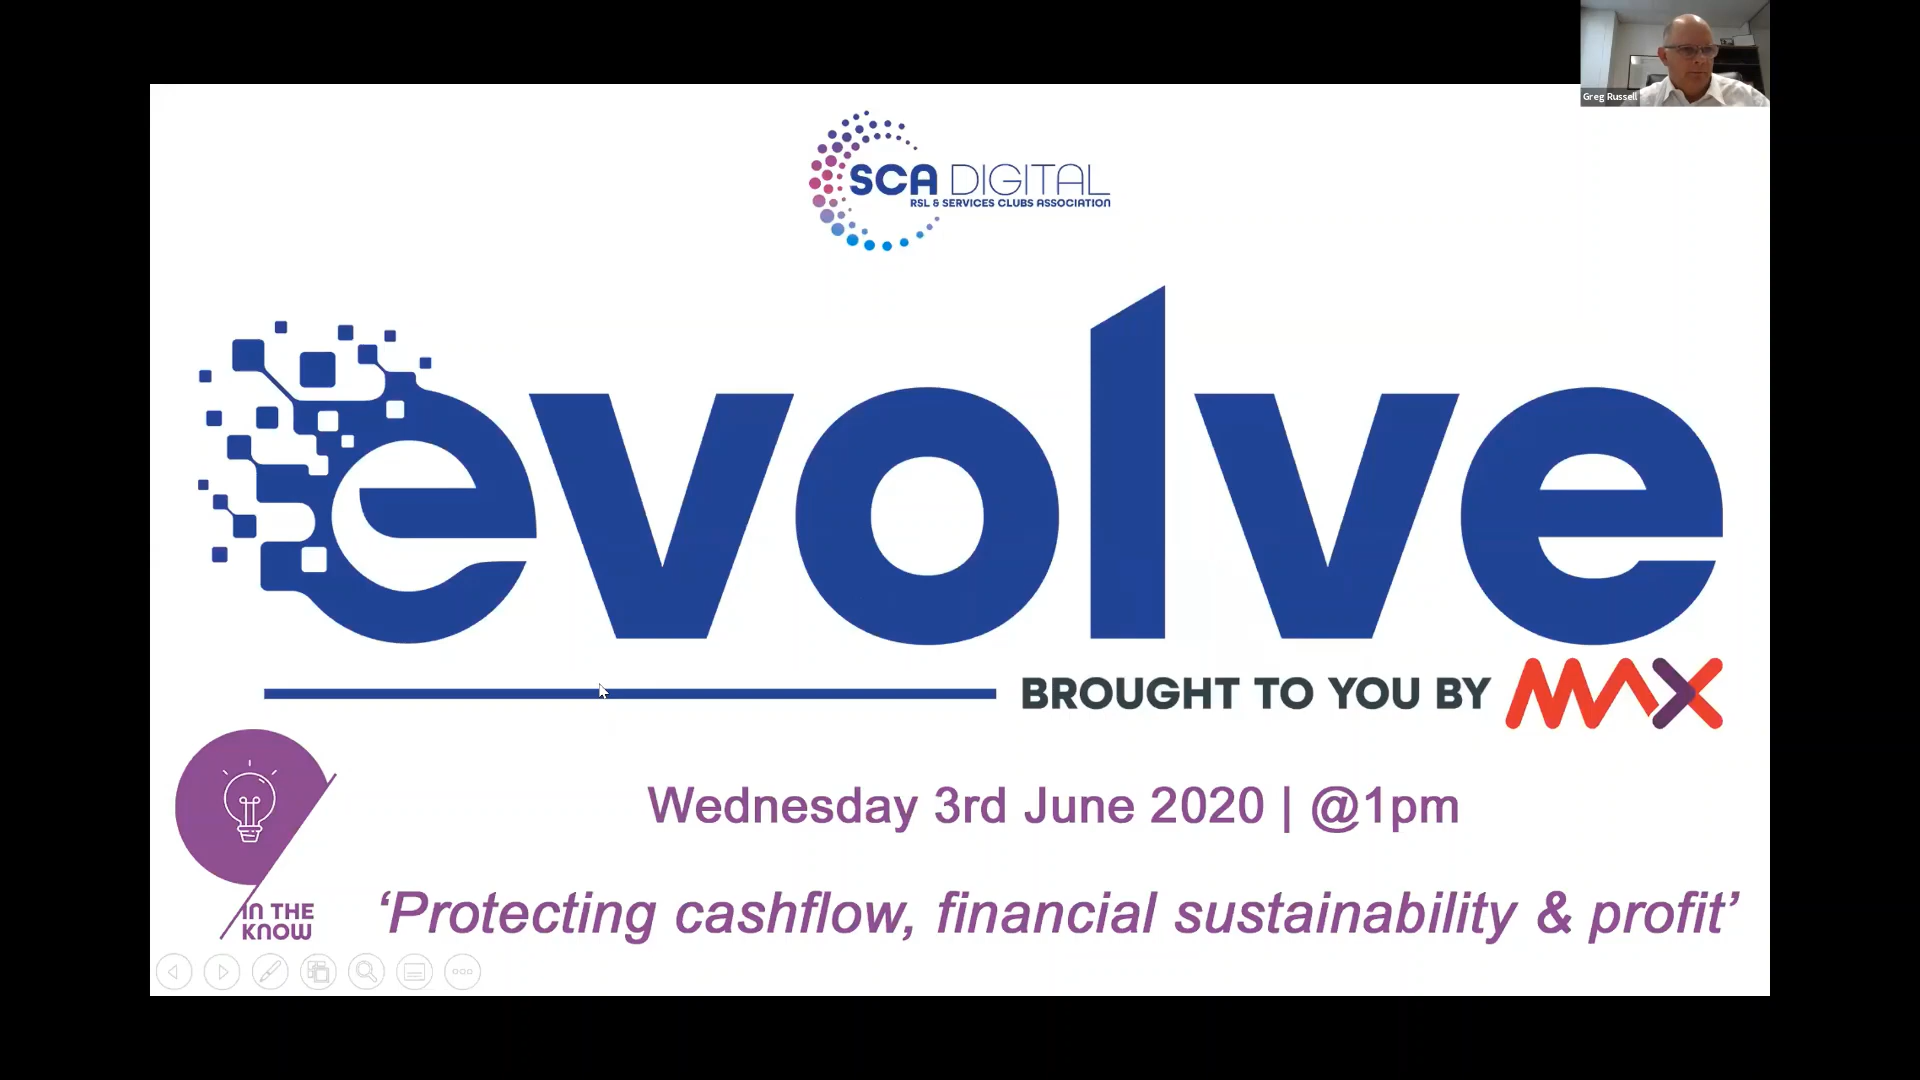 Greg Russell
SCA DIGITAL
RSL & SERVICES CLUBS ASSOCIATION
evolve
BROUGHT TO YOU BY MAX
Wednesday 3rd June 2020 | @1pm
IN THE
KNOW
‘Protecting cashflow, financial sustainability & profit’